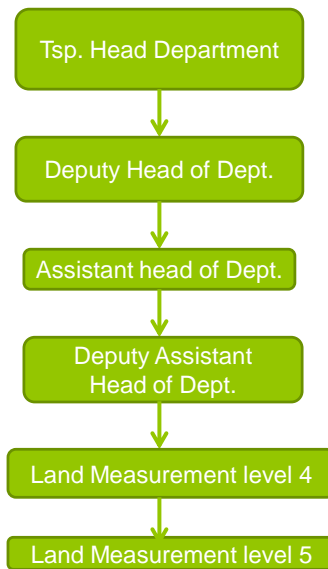 Tsp. Head Department
Deputy Head of Dept.
Assistant head of Dept.
Deputy Assistant
Head of Dept.
Land Measurement level 4
Land Measurement level 5